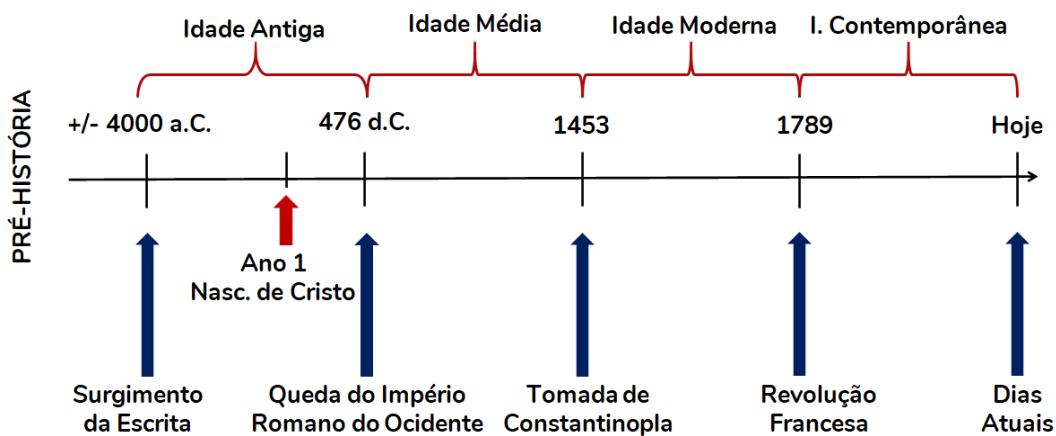 Idade Antiga
Idade Média
Idade Moderna
I. Contemporânea
PRÉ-HISTÓRIA
+/- 4000 a.C.
476 d.C.
1453
1789
Hoje
Ano 1
Nasc. de Cristo
Surgimento
da Escrita
Queda do Império
Romano do Ocidente
Tomada de
Constantinopla
Revolução
Francesa
Dias
Atuais